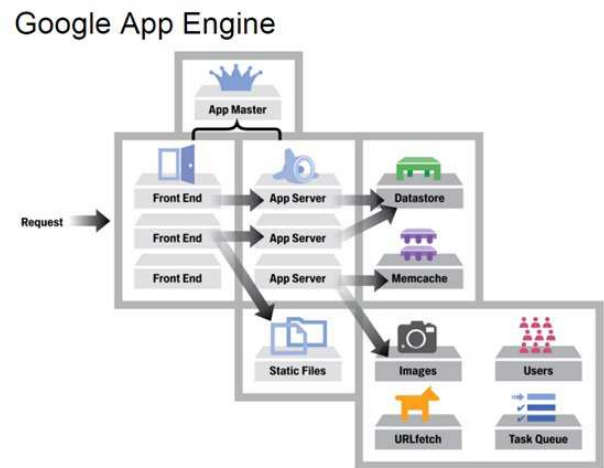 Google App Engine
App Master
Front End
App Server
Datastore
Request
Front End
App Server
Front End
App Server
Memcache
Static Files
Images
Users
URLfetch
Task Queue